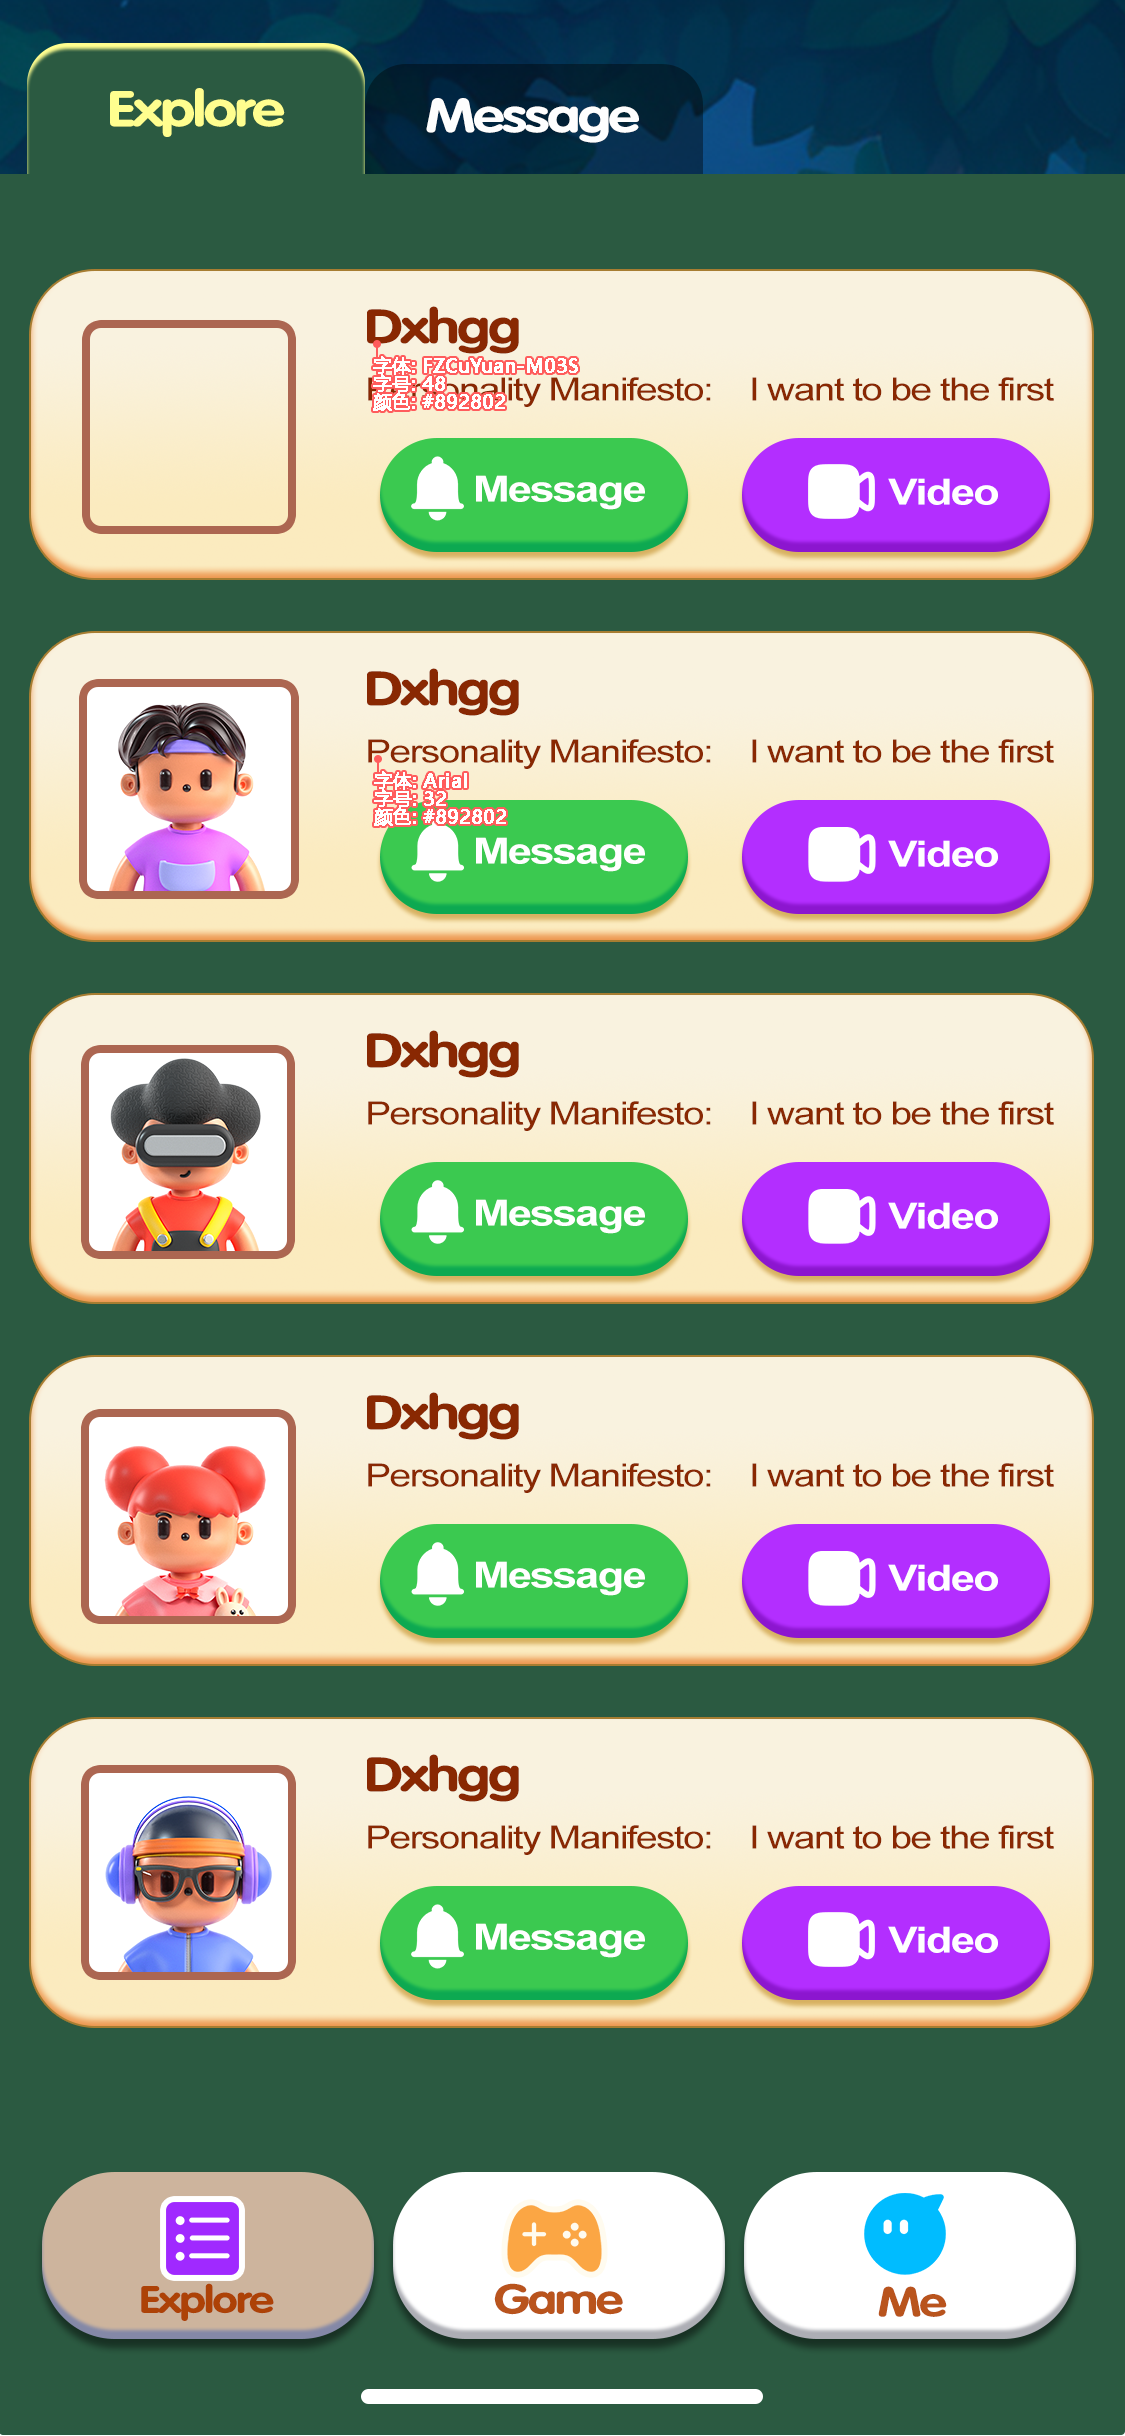 Explore
Message
Dxhgg
字体: FZCuYuan-M03S
字号: 48
颜色: #892802
Personality Manifesto: I want to be the first
Message
Video
Dxhgg
Personality Manifesto: I want to be the first
字体: Arial
字号: 32
颜色: #892802
Message
Video
Dxhgg
Personality Manifesto: I want to be the first
Message
Video
Dxhgg
Personality Manifesto: I want to be the first
Message
Video
Dxhgg
Personality Manifesto: I want to be the first
Message
Video
Explore
Game
Me